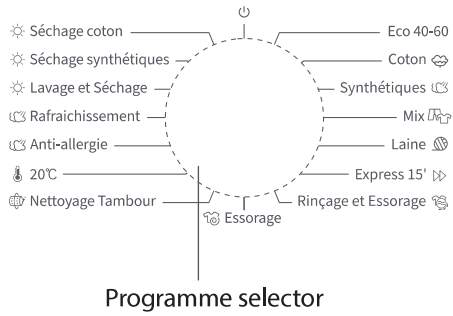 Séchage coton
Eco 40-60
Séchage synthétiques
Coton
Lavage et Séchage
Synthétiques
Rafraichissement
Mix
Anti-allergie
Laine
20℃
Express 15'
Nettoyage Tambour
Rinçage et Essorage
Essorage
Programme selector